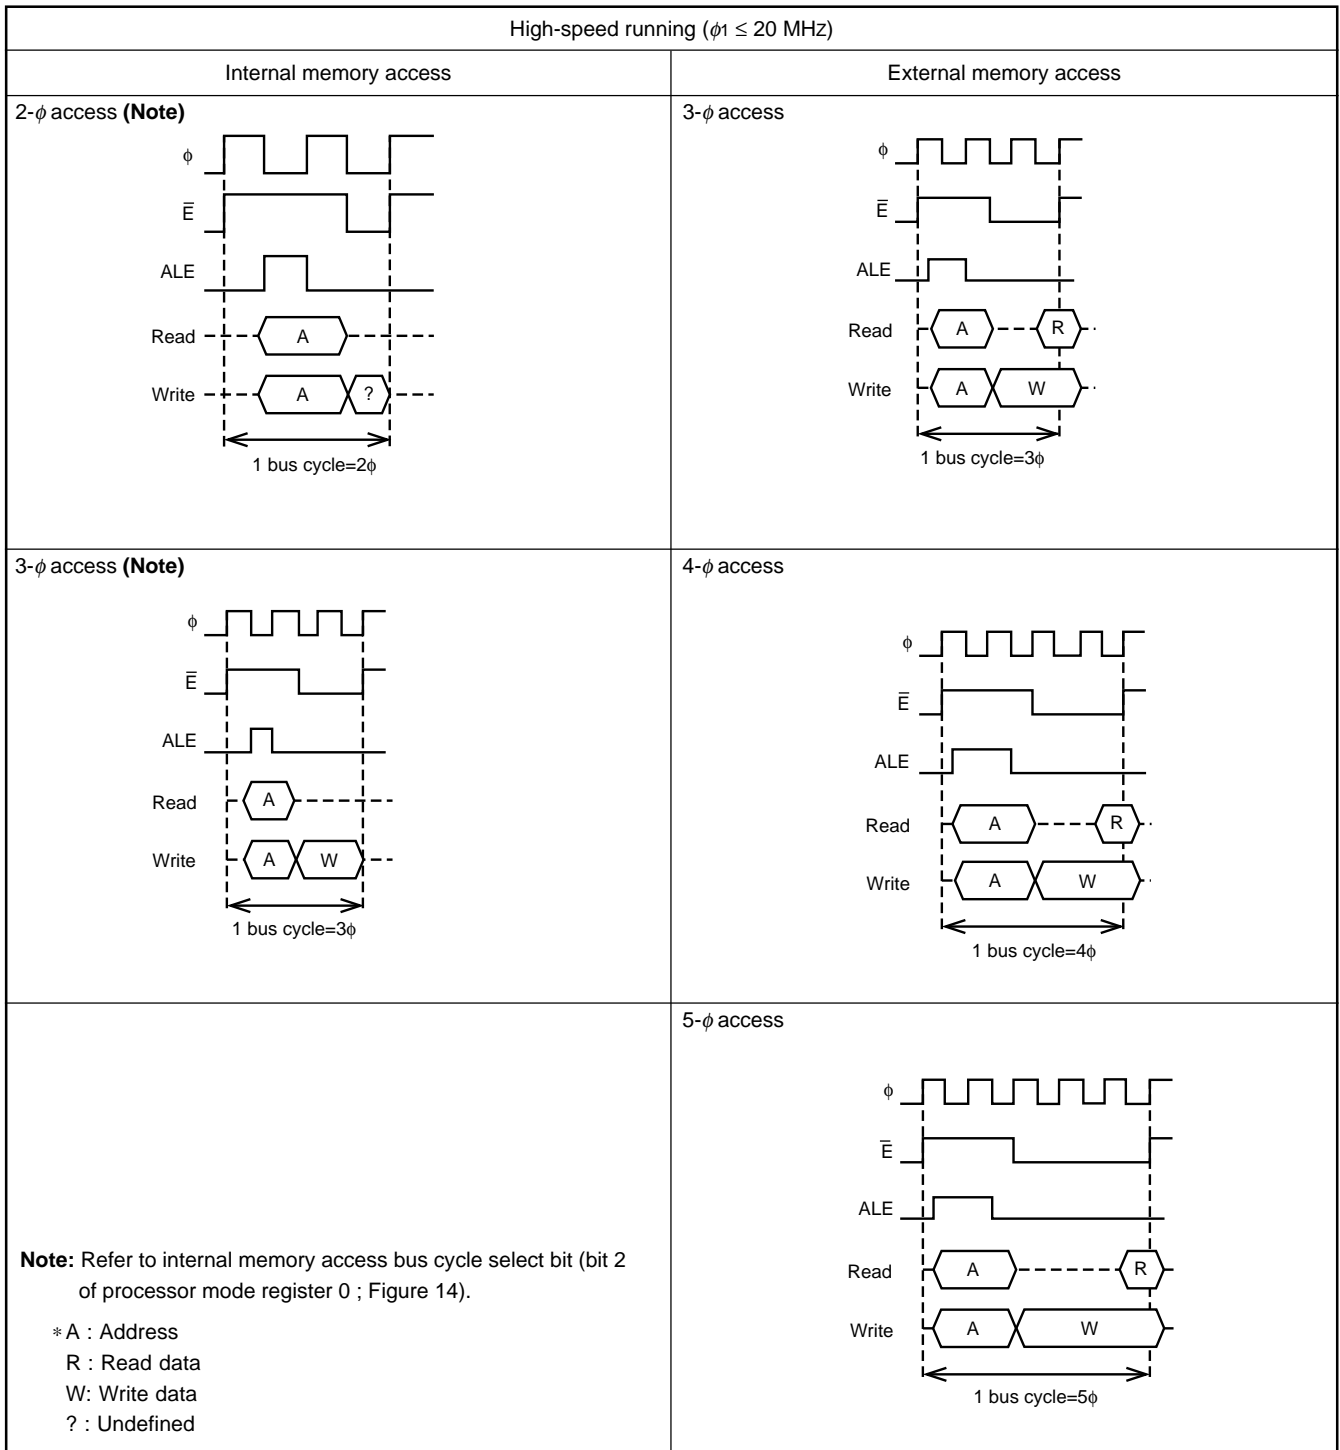 High-speed running (ϕ1 ≤ 20 MHz)
Internal memory access
External memory access
2-ϕ access (Note)
ϕ
E̅
ALE
Read
A
Write
A
?
1 bus cycle=2ϕ
3-ϕ access
ϕ
E̅
ALE
Read
A
R
Write
A
W
1 bus cycle=3ϕ
3-ϕ access (Note)
ϕ
E̅
ALE
Read
A
Write
A
W
1 bus cycle=3ϕ
4-ϕ access
ϕ
E̅
ALE
Read
A
R
Write
A
W
1 bus cycle=4ϕ
5-ϕ access
ϕ
E̅
ALE
Read
A
R
Write
A
W
1 bus cycle=5ϕ
Note: Refer to internal memory access bus cycle select bit (bit 2
of processor mode register 0 ; Figure 14).
∗A : Address
R : Read data
W: Write data
? : Undefined